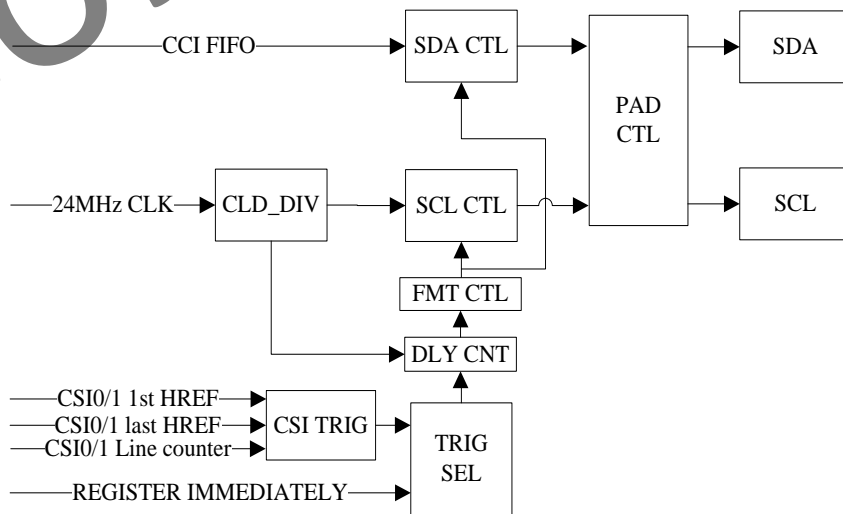 CCI FIFO
SDA CTL
SDA
PAD
CTL
24MHz CLK
CLD_DIV
SCL CTL
SCL
FMT CTL
DLY CNT
CSI0/1 1st HREF
CSI0/1 last HREF
CSI0/1 Line counter
CSI TRIG
TRIG
SEL
REGISTER IMMEDIATELY